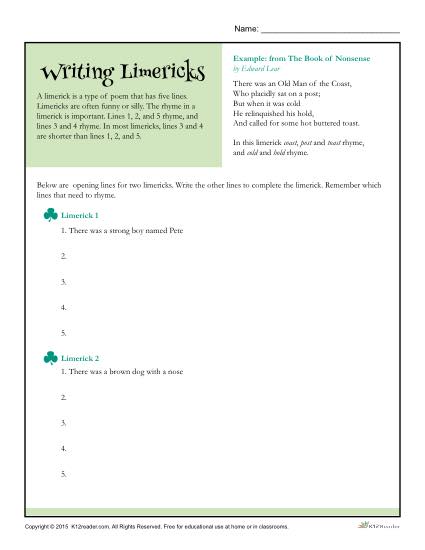 Name: ____________________
Writing Limericks
A limerick is a type of poem that has five lines.
Limericks are often funny or silly. The rhyme in a
limerick is important. Lines 1, 2, and 5 rhyme, and
lines 3 and 4 rhyme. In most limericks, lines 3 and 4
are shorter than lines 1, 2, and 5.
Example: from The Book of Nonsense
by Edward Lear
There was an Old Man of the Coast,
Who placidly sat on a post;
But when it was cold
He relinquished his hold,
And called for some hot buttered toast.
In this limerick coast, post and toast rhyme,
and cold and hold rhyme.
Below are opening lines for two limericks. Write the other lines to complete the limerick. Remember which
lines that need to rhyme.
Limerick 1
1. There was a strong boy named Pete
2.
3.
4.
5.
Limerick 2
1. There was a brown dog with a nose
2.
3.
4.
5.
Copyright © 2015 K12reader.com. All Rights Reserved. Free for educational use at home or in classrooms.
K12Reader